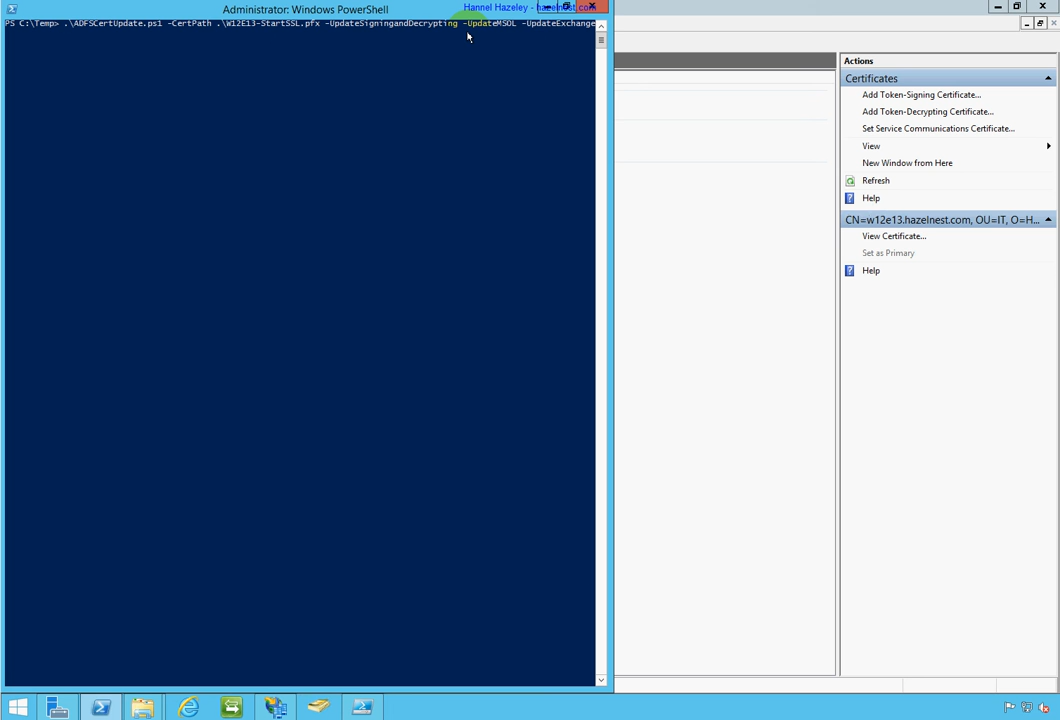 Administrator: Windows PowerShell
Hannel Hazeley - hazelnest.com
PS C:\Temp> .\ADFSCertUpdate.ps1 -CertPath .\W12E13-StartSSL.pfx -UpdateSigningandDecrypting -UpdateMSOL -UpdateExchange
Actions
Certificates
Add Token-Signing Certificate...
Add Token-Decrypting Certificate...
Set Service Communications Certificate...
View
New Window from Here
Refresh
Help
CN=w12e13.hazelnest.com, OU=IT, O=H...
View Certificate...
Set as Primary
Help